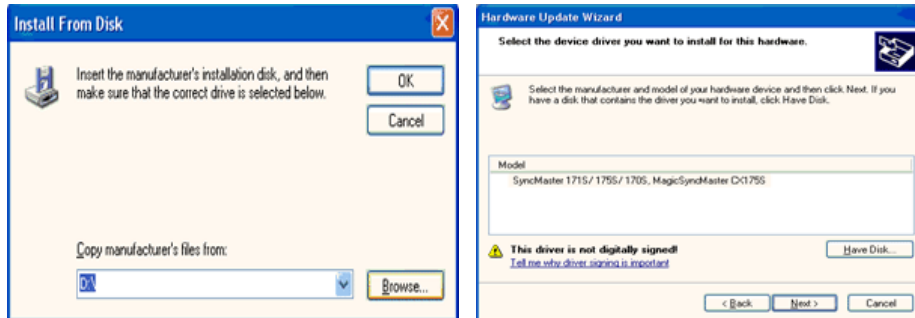 Install From Disk
Insert the manufacturer's installation disk, and then
make sure that the correct drive is selected below.
OK
Cancel
Copy manufacturer's files from:
D:\
Browse...
Hardware Update Wizard
Select the device driver you want to install for this hardware.
Select the manufacturer and model of your hardware device and then click Next. If you
have a disk that contains the driver you want to install, click Have Disk.
Model
SyncMaster 171S/ 175S/ 170S, MagicSyncMaster CX175S
This driver is not digitally signed!
Tell me why driver signing is important
Have Disk...
< Back
Next >
Cancel